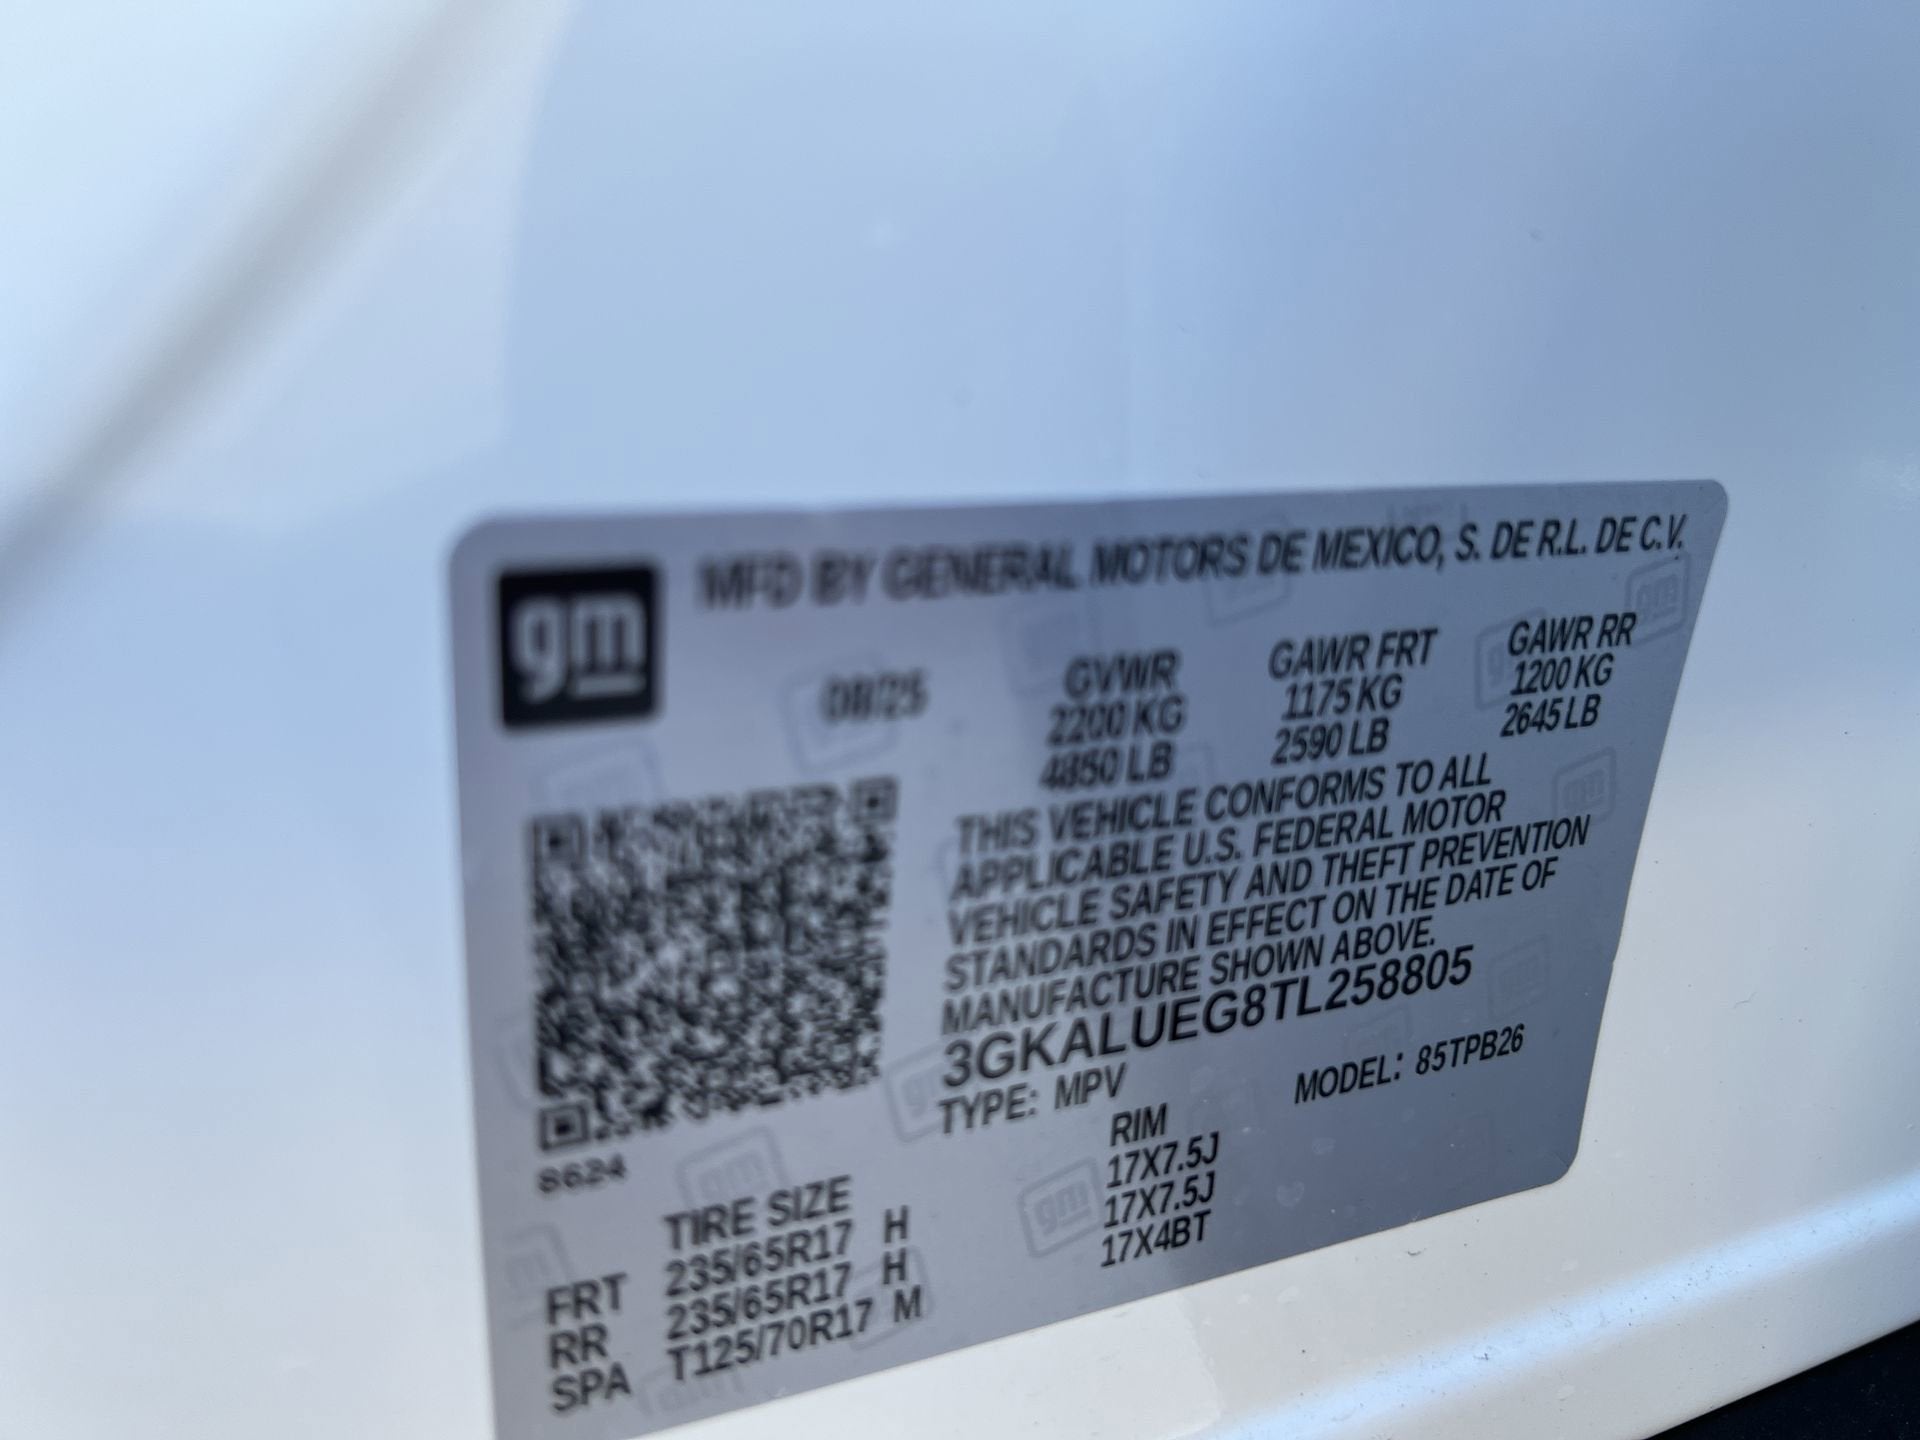 gm
MFD BY GENERAL MOTORS DE MEXICO, S. DE R.L. DE C.V.
08/25
GVWR
2200 KG
4850 LB
GAWR FRT
1175 KG
2590 LB
GAWR RR
1200 KG
2645 LB
THIS VEHICLE CONFORMS TO ALL
APPLICABLE U.S. FEDERAL MOTOR
VEHICLE SAFETY AND THEFT PREVENTION
STANDARDS IN EFFECT ON THE DATE OF
MANUFACTURE SHOWN ABOVE.
3GKALUEG8TL258805
TYPE: MPV
MODEL: 85TPB26
8624
TIRE SIZE
RIM
FRT 235/65R17 H 17X7.5J
RR 235/65R17 H 17X7.5J
SPA T125/70R17 M 17X4BT